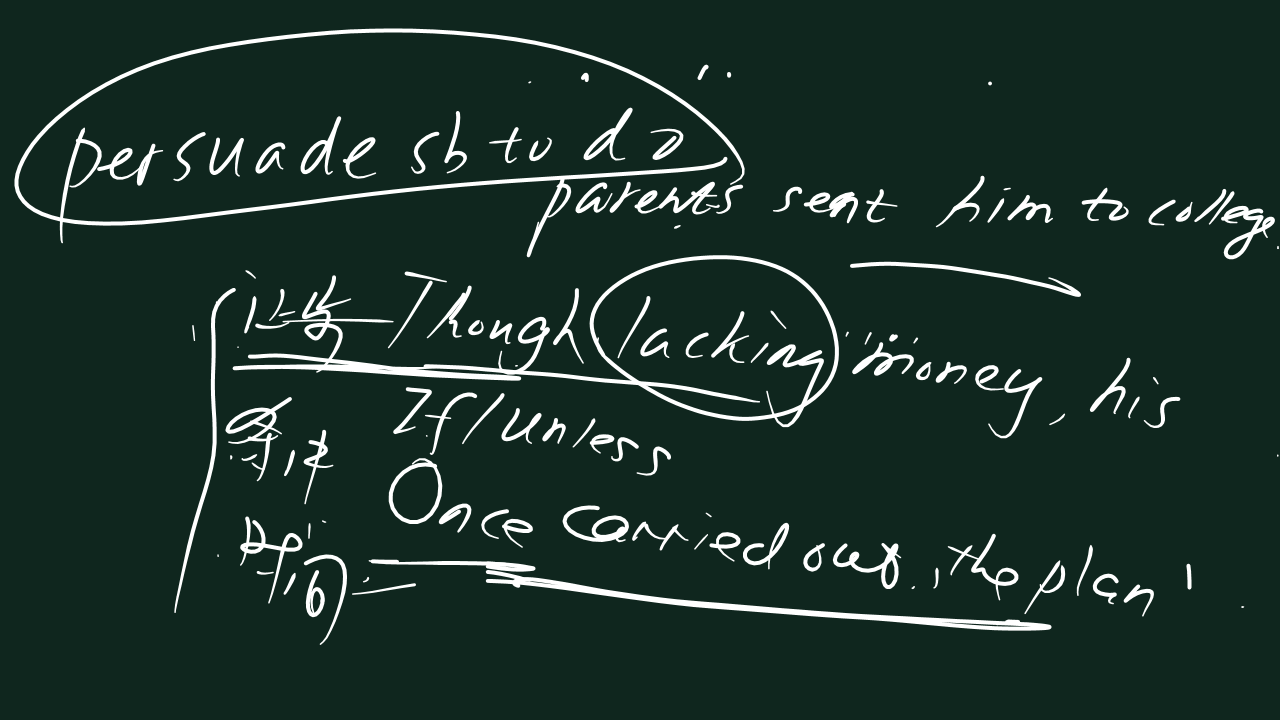 persuade sb to do
parents sent him to college.
让步 Though lacking money, his
条件 If/unless
Once carried out, the plan
时间